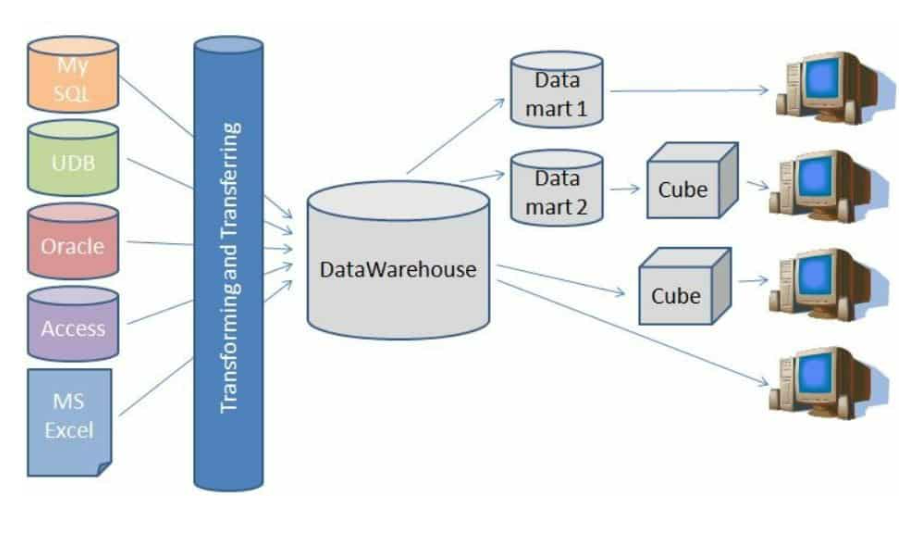 My
SQL
UDB
Oracle
Access
MS
Excel
Transforming and Transferring
DataWarehouse
Data
mart 1
Data
mart 2
Cube
Cube